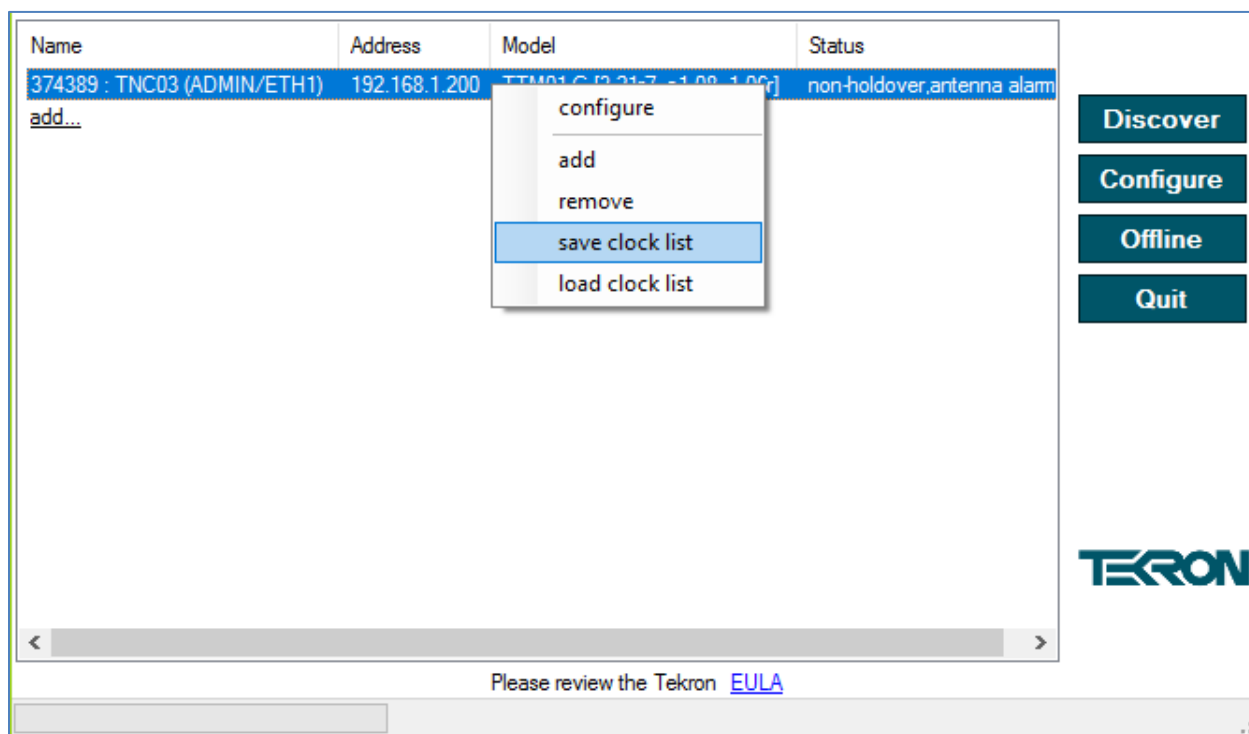 Name Address Model Status
374389 : TNC03 (ADMIN/ETH1) 192.168.1.200 non-holdover,antenna alarm
add...
configure
add
remove
save clock list
load clock list
Discover
Configure
Offline
Quit
TEKRON
Please review the Tekron EULA